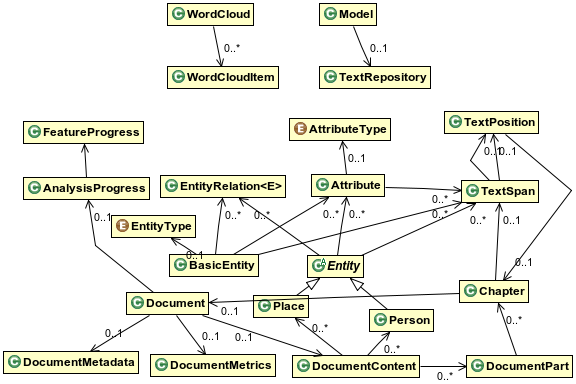 WordCloud
Model
0..*
0..1
WordCloudItem
TextRepository
TextPosition
FeatureProgress
AttributeType
0..1
0..1
0..1
EntityRelation<E>
Attribute
AnalysisProgress
TextSpan
0..*
0..1
0..*
0..*
0..*
0..*
0..*
0..1
EntityType
0..1
BasicEntity
Entity
0..1
Chapter
Document
Place
0..1
Person
0..*
0..*
0..1
0..1
0..1
0..*
DocumentMetadata
DocumentMetrics
DocumentContent
DocumentPart
0..*